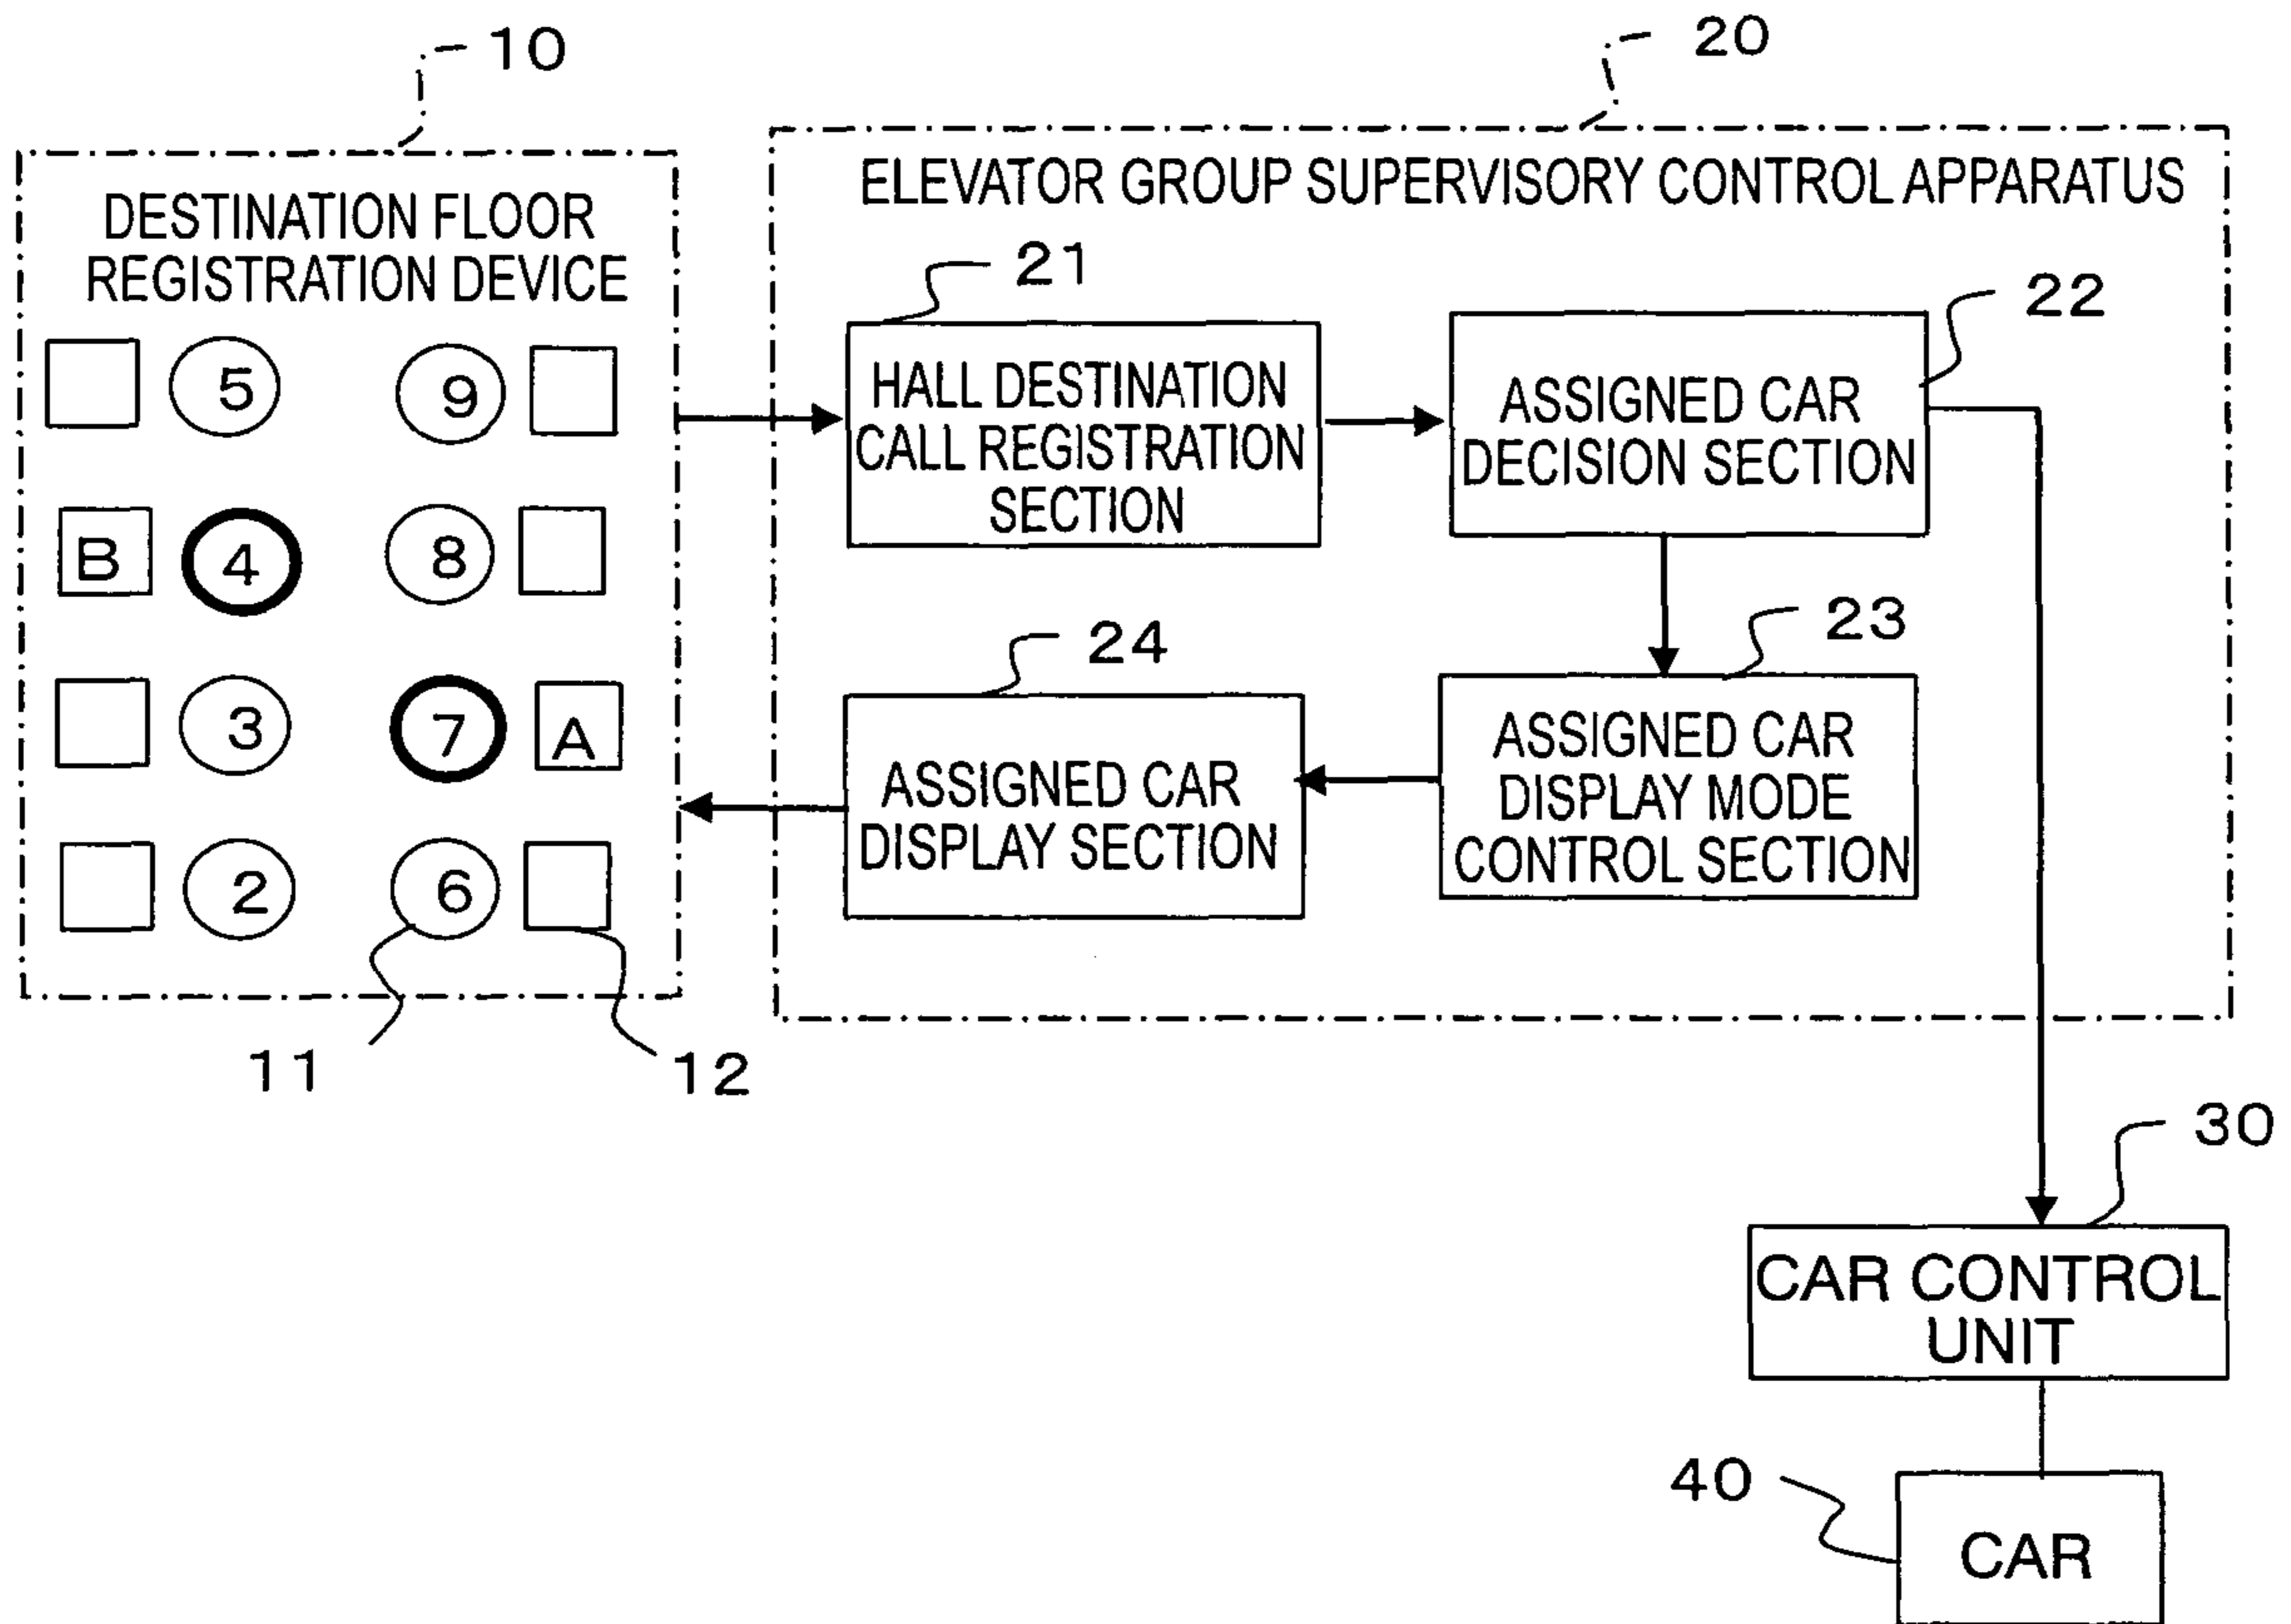 10
20
DESTINATION FLOOR
REGISTRATION DEVICE
5
9
B
4
8
3
7
A
2
6
11
12
ELEVATOR GROUP SUPERVISORY CONTROL APPARATUS
21
HALL DESTINATION
CALL REGISTRATION
SECTION
22
ASSIGNED CAR
DECISION SECTION
23
ASSIGNED CAR
DISPLAY MODE
CONTROL SECTION
24
ASSIGNED CAR
DISPLAY SECTION
30
CAR CONTROL
UNIT
40
CAR